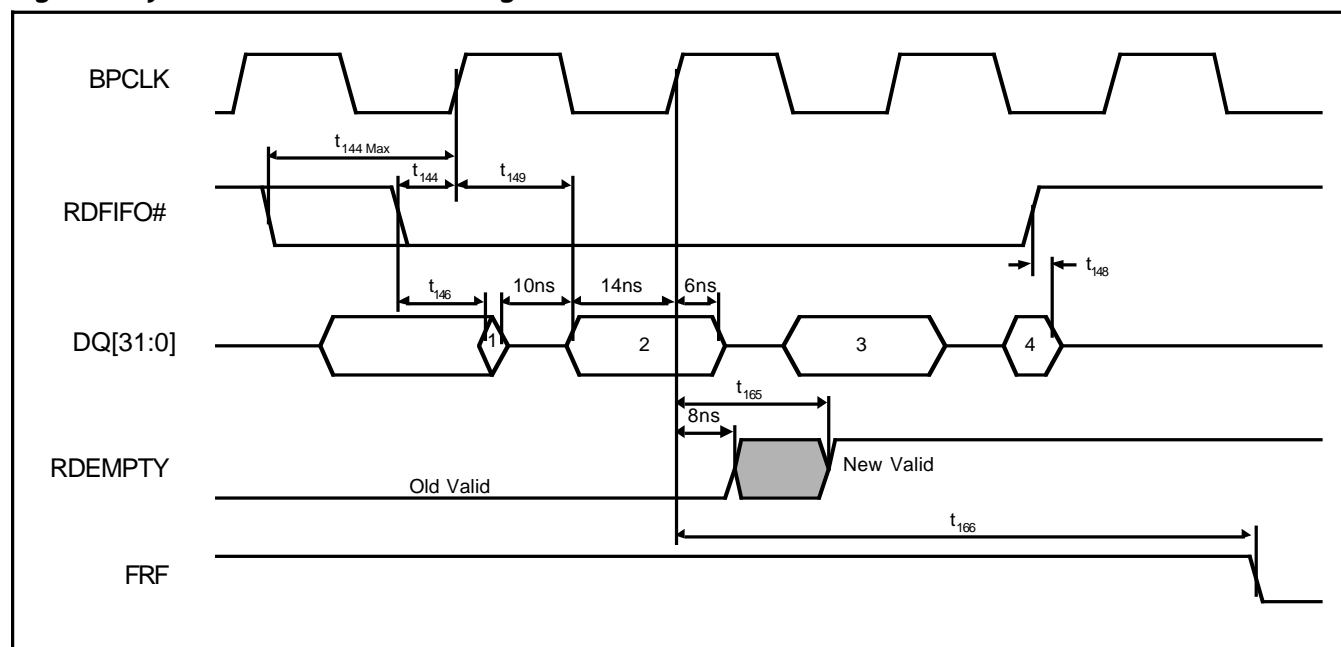 BPCLK
t144 Max
t144 t149
RDFIFO#
t148
t146 10ns 14ns 6ns
DQ[31:0] 1 2 3 4
t165
8ns
RDEMPTY Old Valid New Valid
t166
FRF